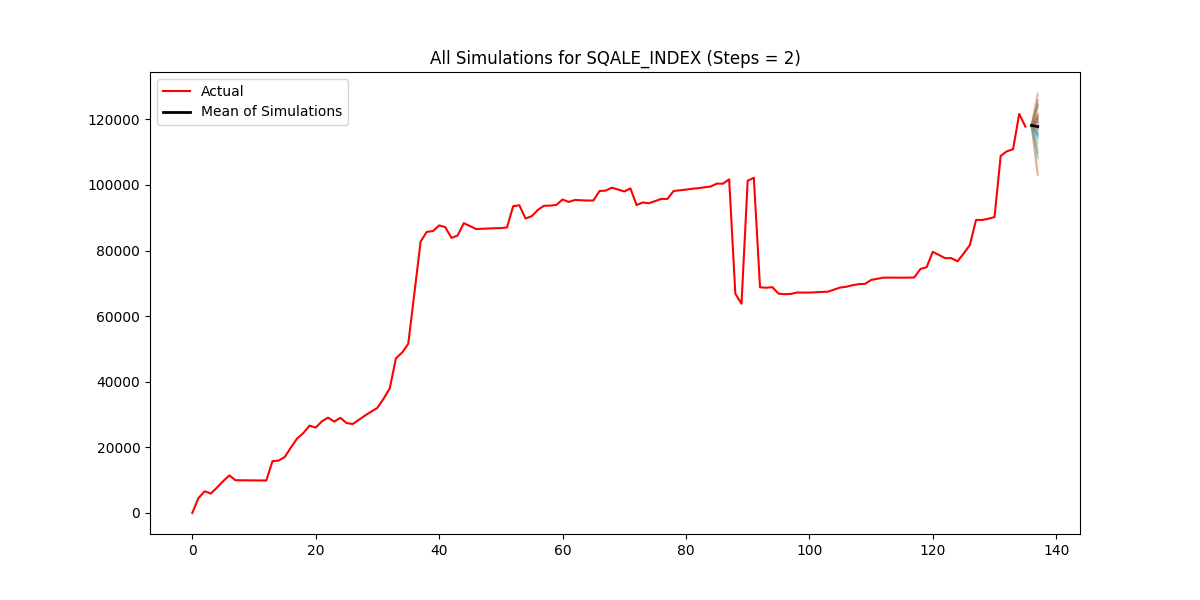 All Simulations for SQALE_INDEX (Steps = 2)
Actual
Mean of Simulations
120000
100000
80000
60000
40000
20000
0
0 20 40 60 80 100 120 140